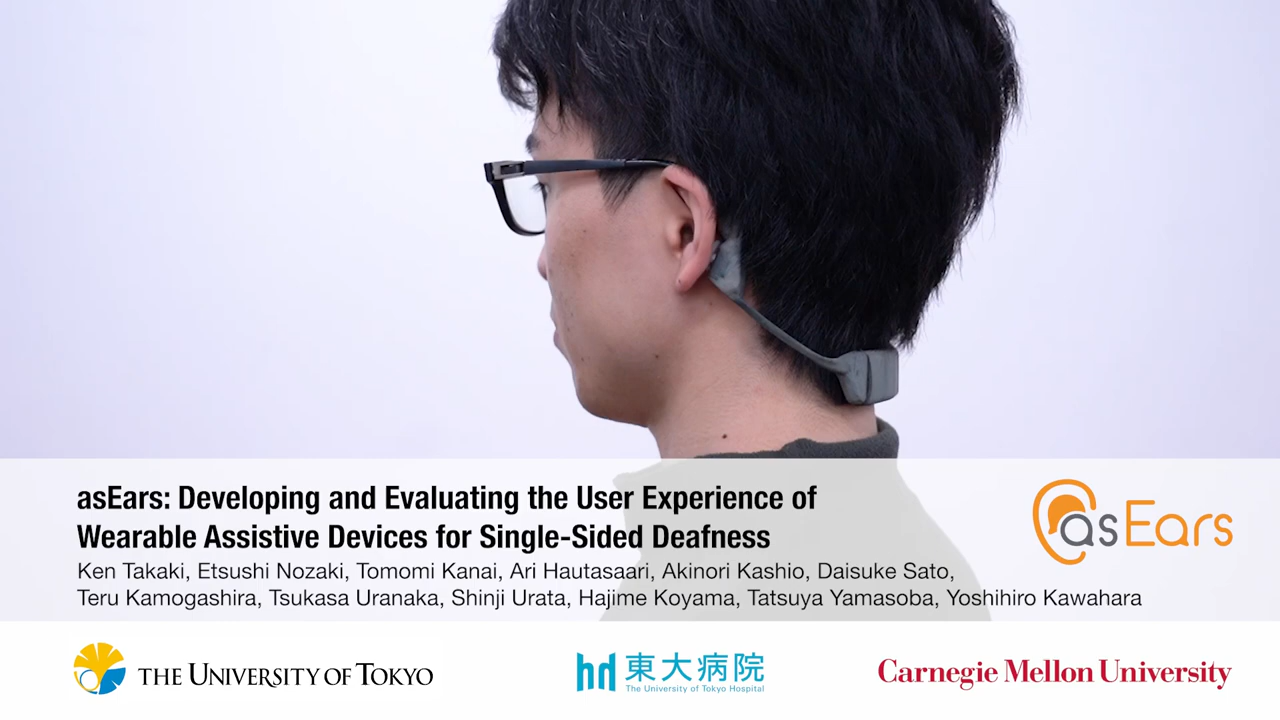 asEars: Developing and Evaluating the User Experience of
Wearable Assistive Devices for Single-Sided Deafness
asEars
Ken Takaki, Etsushi Nozaki, Tomomi Kanai, Ari Hautasaari, Akinori Kashio, Daisuke Sato,
Teru Kamogashira, Tsukasa Uranaka, Shinji Urata, Hajime Koyama, Tatsuya Yamasoba, Yoshihiro Kawahara
THE UNIVERSITY OF TOKYO
hd 東大病院
The University of Tokyo Hospital
Carnegie Mellon University